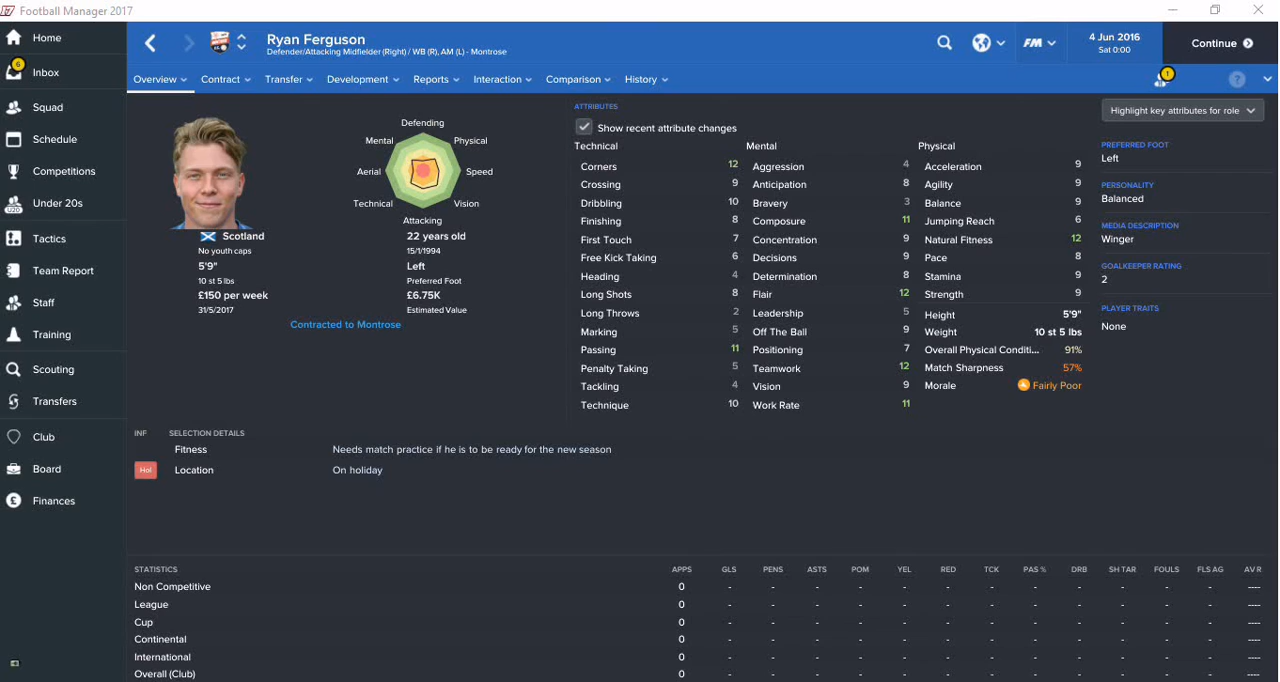 Football Manager 2017
Home
Ryan Ferguson
Defender/Attacking Midfielder (Right) / WB (R), AM (L) - Montrose
FM
4 Jun 2016
Sat 0:00
Continue
6
Inbox
Overview Contract Transfer Development Reports Interaction Comparison History
1
?
Squad
Schedule
Competitions
Under 20s
U20
Tactics
Team Report
Staff
Training
Scouting
Transfers
Club
Board
Finances
Defending
Mental Physical
Aerial Speed
Technical Vision
Attacking
Scotland
No youth caps
5'9"
10 st 5 lbs
£150 per week
31/5/2017
22 years old
15/1/1994
Left
Preferred Foot
£6.75K
Estimated Value
Contracted to Montrose
ATTRIBUTES
Show recent attribute changes
Highlight key attributes for role
Technical
Corners 12
Crossing 9
Dribbling 10
Finishing 8
First Touch 7
Free Kick Taking 6
Heading 4
Long Shots 8
Long Throws 2
Marking 5
Passing 11
Penalty Taking 5
Tackling 4
Technique 10
Mental
Aggression 4
Anticipation 8
Bravery 3
Composure 11
Concentration 9
Decisions 9
Determination 8
Flair 12
Leadership 5
Off The Ball 9
Positioning 7
Teamwork 12
Vision 9
Work Rate 11
Physical
Acceleration 9
Agility 9
Balance 9
Jumping Reach 6
Natural Fitness 12
Pace 8
Stamina 9
Strength 9
Height 5'9"
Weight 10 st 5 lbs
Overall Physical Conditi... 91%
Match Sharpness 57%
Morale Fairly Poor
PREFERRED FOOT
Left
PERSONALITY
Balanced
MEDIA DESCRIPTION
Winger
GOALKEEPER RATING
2
PLAYER TRAITS
None
INF SELECTION DETAILS
Fitness Needs match practice if he is to be ready for the new season
Hol Location On holiday
STATISTICS APPS GLS PENS ASTS POM YEL RED TCK PAS % DRB SH TAR FOULS FLS AG AV R
Non Competitive 0 - - - - - - - - - - - - ----
League 0 - - - - - - - - - - - - ----
Cup 0 - - - - - - - - - - - - ----
Continental 0 - - - - - - - - - - - - ----
International 0 - - - - - - - - - - - - ----
Overall (Club) 0 - - - - - - - - - - - - ----